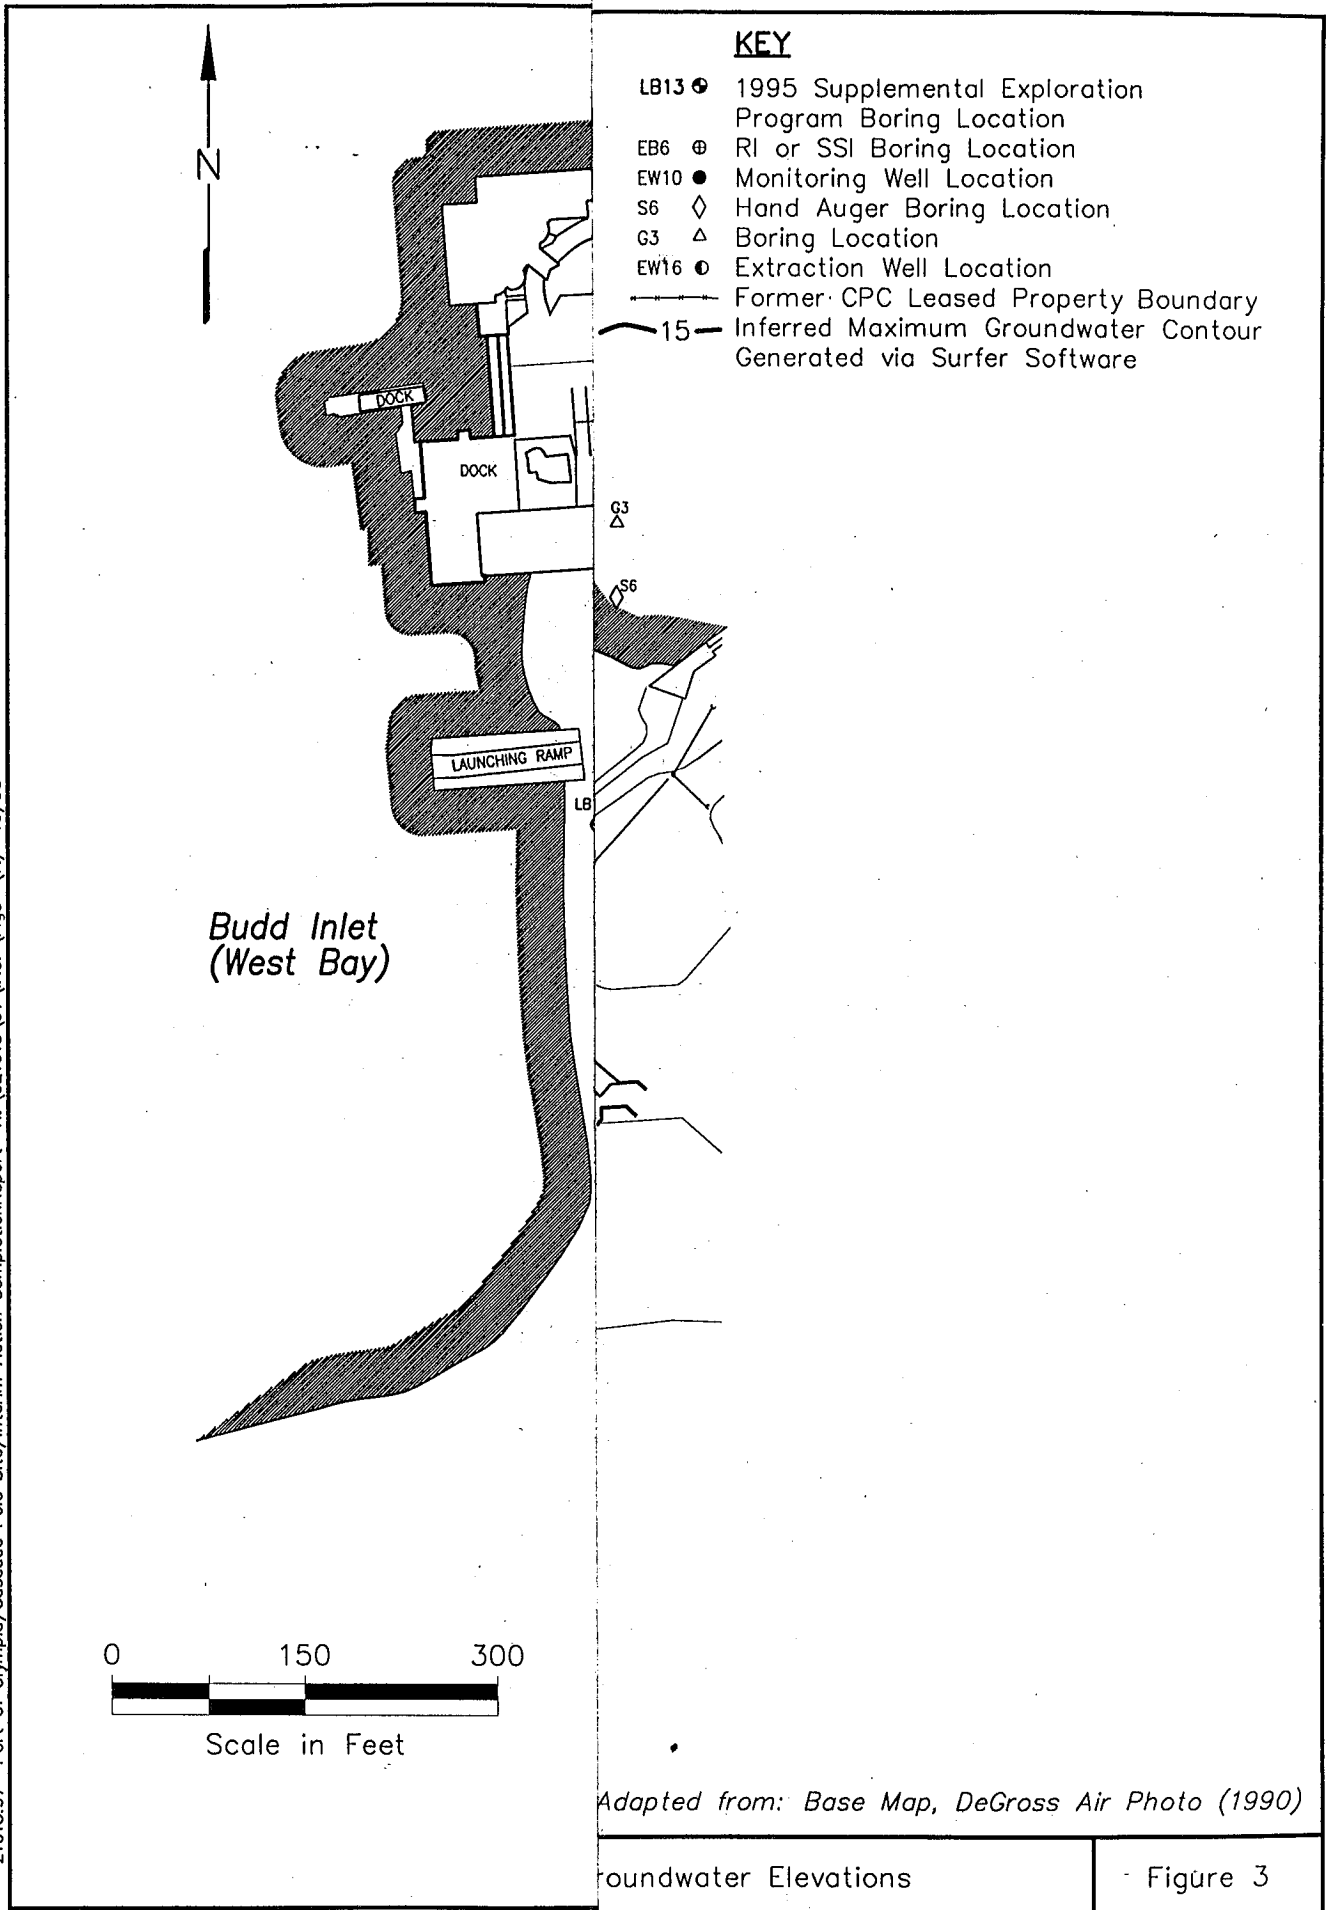 N
KEY
LB13 1995 Supplemental Exploration
Program Boring Location
EB6 RI or SSI Boring Location
EW10 Monitoring Well Location
S6 Hand Auger Boring Location
G3 Boring Location
EW16 Extraction Well Location
Former CPC Leased Property Boundary
15 Inferred Maximum Groundwater Contour
Generated via Surfer Software
DOCK
DOCK
G3
S6
LAUNCHING RAMP
LB
Budd Inlet
(West Bay)
0 150 300
Scale in Feet
Adapted from: Base Map, DeGross Air Photo (1990)
roundwater Elevations
Figure 3